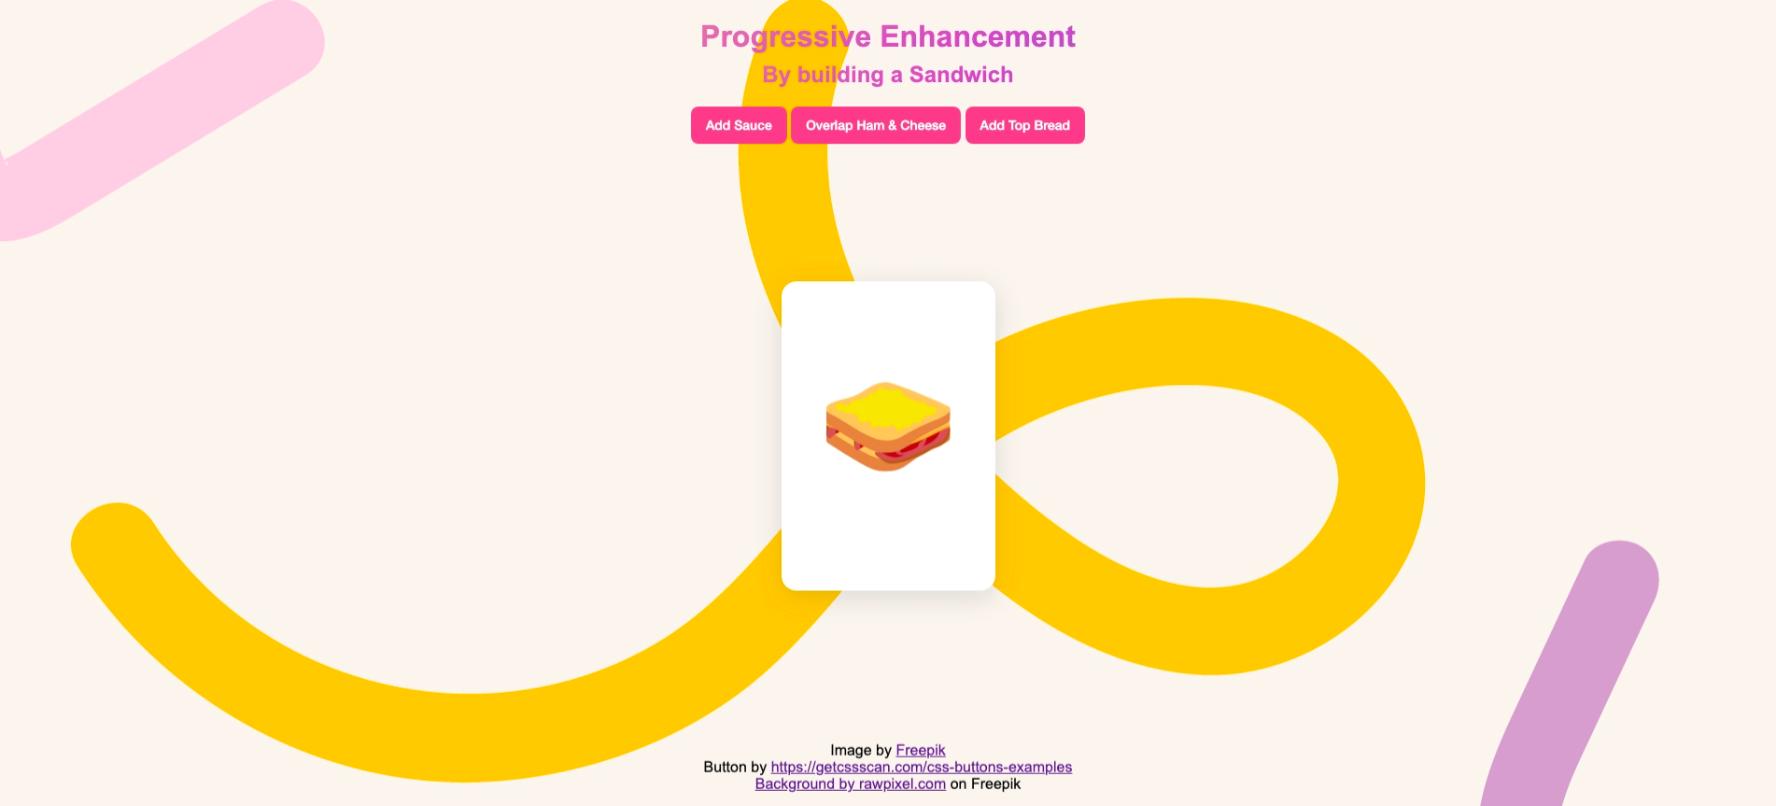 Progressive Enhancement
By building a Sandwich
Add Sauce
Overlap Ham & Cheese
Add Top Bread
Image by Freepik
Button by https://getcssscan.com/css-buttons-examples
Background by rawpixel.com on Freepik